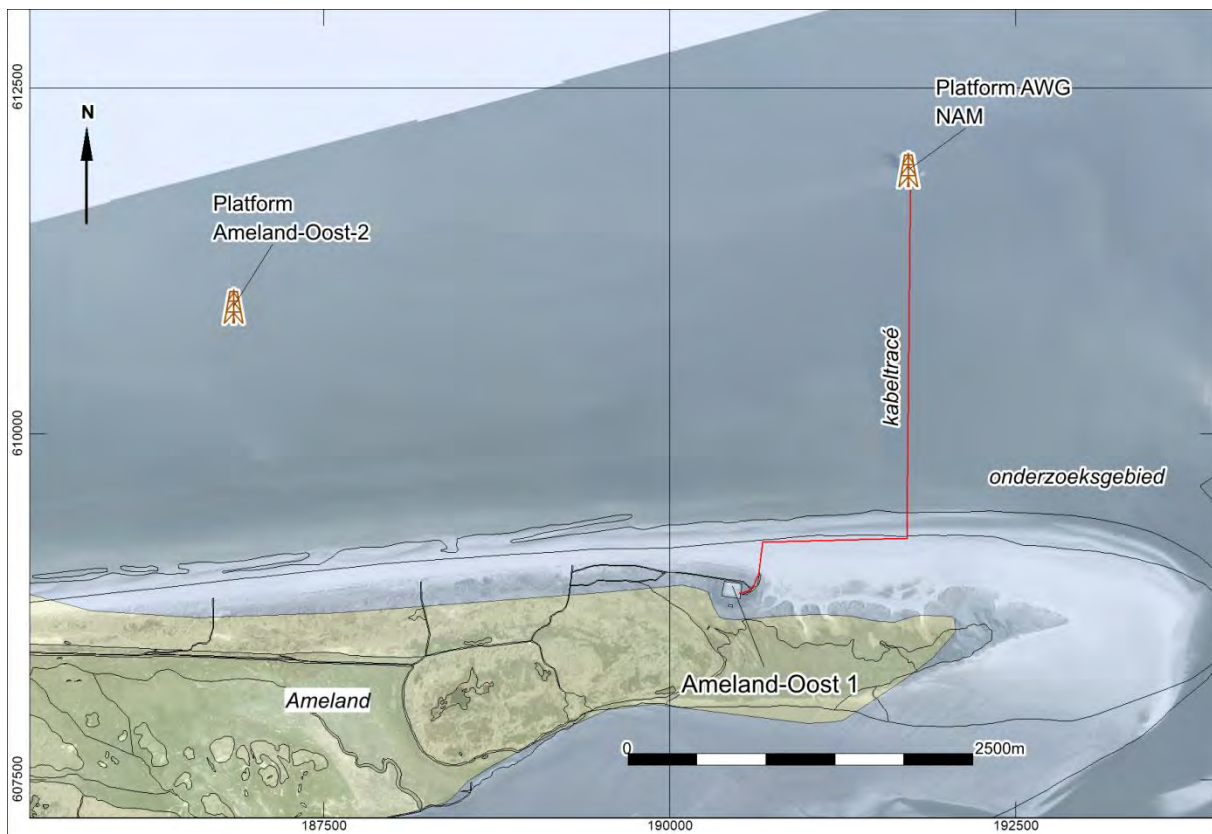 612500
Platform AWG
NAM
N
Platform
Ameland-Oost-2
kabeltracé
610000
onderzoeksgebied
Ameland-Oost 1
Ameland
0
2500m
607500
187500
190000
192500